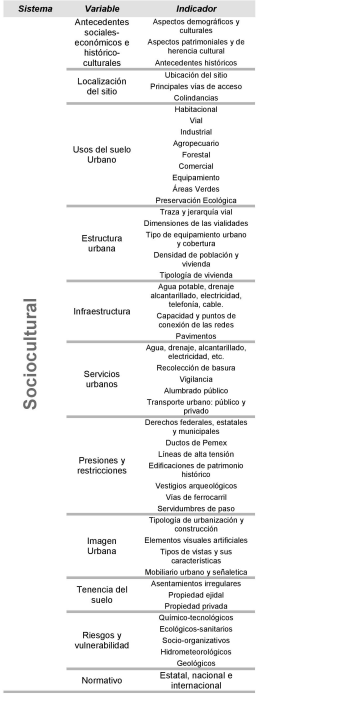 Sistema Variable Indicador
Antecedentes
sociales-
económicos e
histórico-
culturales
Aspectos demográficos y
culturales
Aspectos patrimoniales y de
herencia cultural
Antecedentes históricos
Localización
del sitio
Ubicación del sitio
Principales vías de acceso
Colindancias
Usos del suelo
Urbano
Habitacional
Vial
Industrial
Agropecuario
Forestal
Comercial
Equipamiento
Áreas Verdes
Preservación Ecológica
Estructura
urbana
Traza y jerarquía vial
Dimensiones de las vialidades
Tipo de equipamiento urbano
y cobertura
Densidad de población y
vivienda
Tipología de vivienda
Sociocultural
Infraestructura
Agua potable, drenaje
alcantarillado, electricidad,
telefonía, cable.
Capacidad y puntos de
conexión de las redes
Pavimentos
Servicios
urbanos
Agua, drenaje, alcantarillado,
electricidad, etc.
Recolección de basura
Vigilancia
Alumbrado público
Transporte urbano: público y
privado
Presiones y
restricciones
Derechos federales, estatales
y municipales
Ductos de Pemex
Líneas de alta tensión
Edificaciones de patrimonio
histórico
Vestigios arqueológicos
Vías de ferrocarril
Servidumbres de paso
Imagen
Urbana
Tipología de urbanización y
construcción
Elementos visuales artificiales
Tipos de vistas y sus
características
Mobiliario urbano y señaletica
Tenencia del
suelo
Asentamientos irregulares
Propiedad ejidal
Propiedad privada
Riesgos y
vulnerabilidad
Químico-tecnológicos
Ecológicos-sanitarios
Socio-organizativos
Hidrometeorológicos
Geológicos
Normativo
Estatal, nacional e
internacional